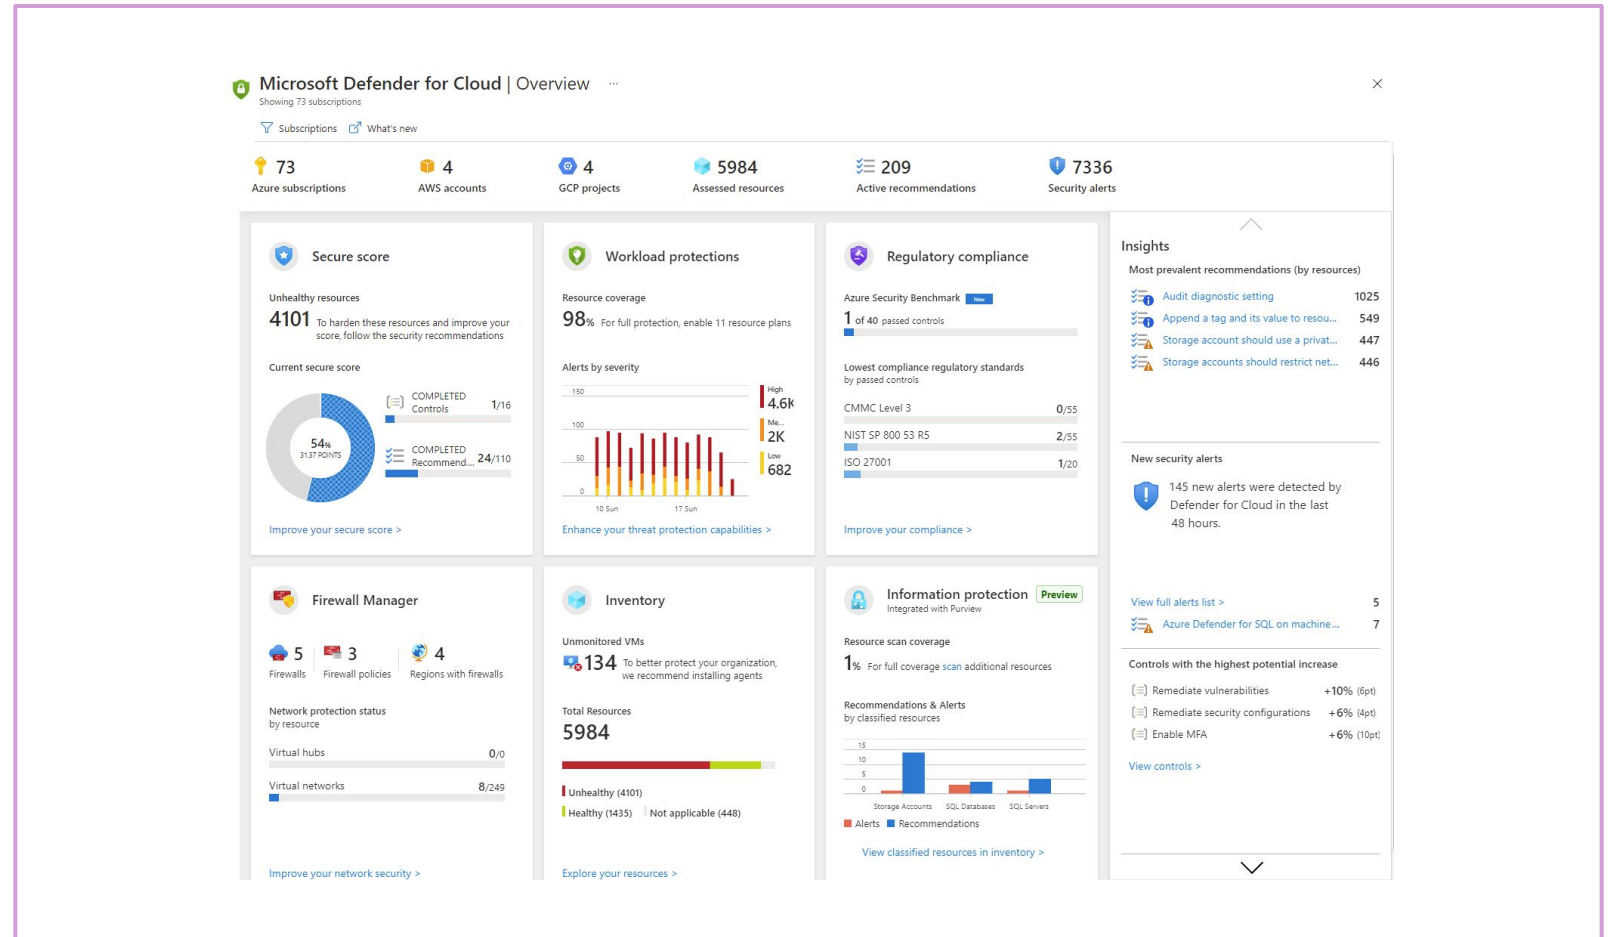 Microsoft Defender for Cloud | Overview ...
Showing 73 subscriptions
Subscriptions What's new
73
Azure subscriptions
4
AWS accounts
4
GCP projects
5984
Assessed resources
209
Active recommendations
7336
Security alerts
Secure score
Unhealthy resources
4101 To harden these resources and improve your
score, follow the security recommendations
Current secure score
54%
31.37 POINTS
COMPLETED
Controls 1/16
COMPLETED
Recommend... 24/110
Improve your secure score >
Workload protections
Resource coverage
98% For full protection, enable 11 resource plans
Alerts by severity
150
100
50
0
10 Sun 17 Sun
High
4.6K
Me...
2K
Low
682
Enhance your threat protection capabilities >
Regulatory compliance
Azure Security Benchmark New
1 of 40 passed controls
Lowest compliance regulatory standards
by passed controls
CMMC Level 3 0/55
NIST SP 800 53 R5 2/55
ISO 27001 1/20
Improve your compliance >
Firewall Manager
5
Firewalls
3
Firewall policies
4
Regions with firewalls
Network protection status
by resource
Virtual hubs 0/0
Virtual networks 8/249
Improve your network security >
Inventory
Unmonitored VMs
134 To better protect your organization,
we recommend installing agents
Total Resources
5984
Unhealthy (4101)
Healthy (1435) Not applicable (448)
Explore your resources >
Information protection Preview
Integrated with Purview
Resource scan coverage
1% For full coverage scan additional resources
Recommendations & Alerts
by classified resources
15
10
5
0
Storage Accounts SQL Databases SQL Servers
Alerts Recommendations
View classified resources in inventory >
Insights
Most prevalent recommendations (by resources)
Audit diagnostic setting 1025
Append a tag and its value to resou... 549
Storage account should use a privat... 447
Storage accounts should restrict net... 446
New security alerts
145 new alerts were detected by
Defender for Cloud in the last
48 hours.
View full alerts list > 5
Azure Defender for SQL on machine... 7
Controls with the highest potential increase
Remediate vulnerabilities +10% (6pt)
Remediate security configurations +6% (4pt)
Enable MFA +6% (10pt)
View controls >